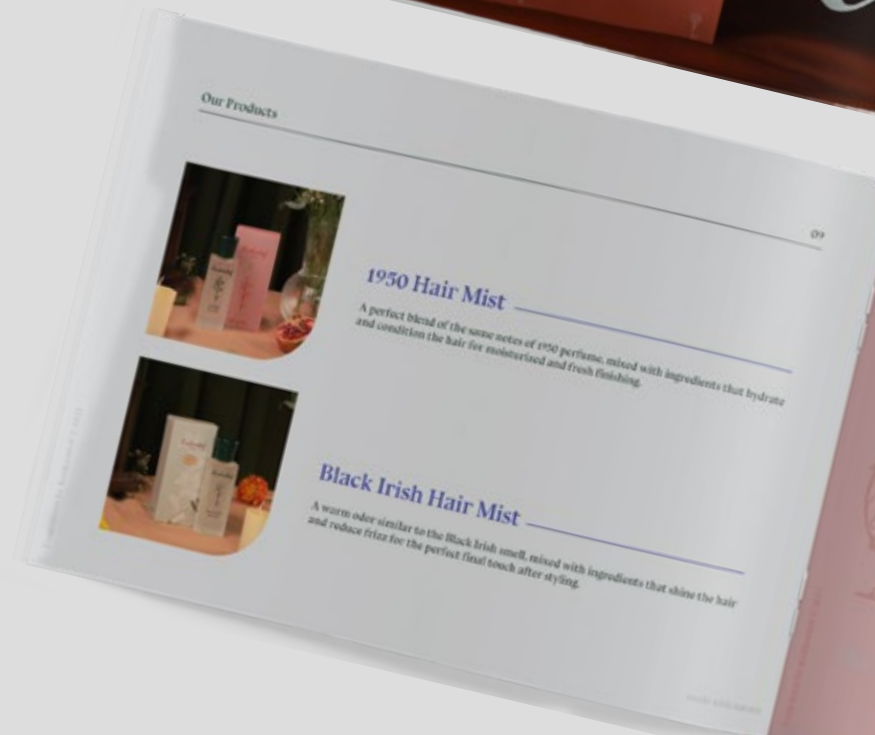 Our Products
09
1950 Hair Mist
A perfect blend of the same notes of 1950 perfume, mixed with ingredients that hydrate
and condition the hair for moisturized and fresh finishing.
Black Irish Hair Mist
A warm odor similar to the Black Irish smell, mixed with ingredients that shine the hair
and reduce frizz for the perfect final touch after styling.